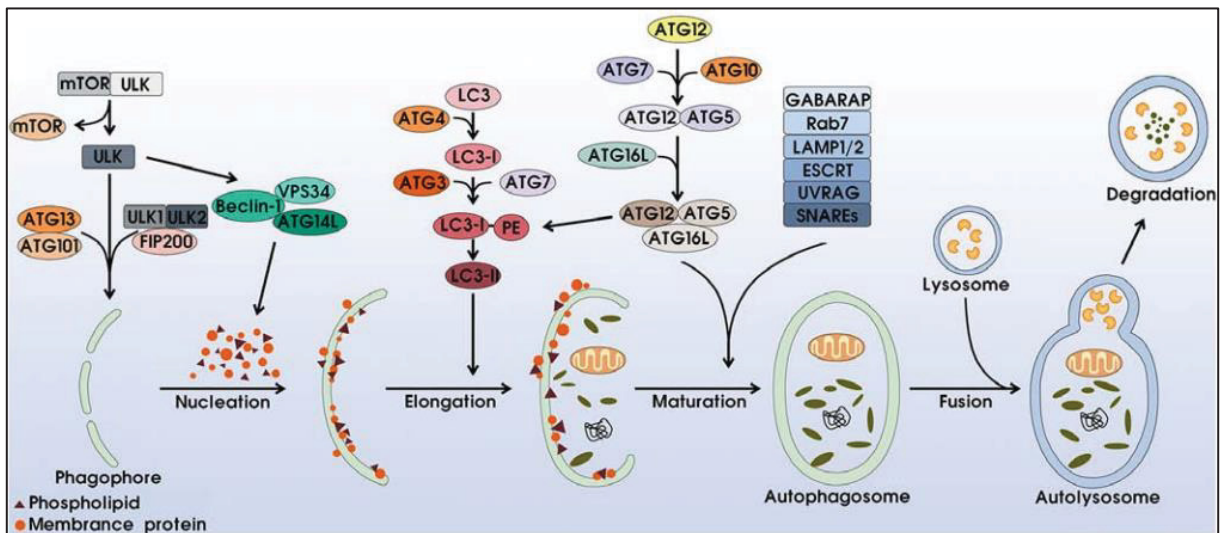 mTOR ULK
mTOR
ULK
ATG13
ATG101
ULK1 ULK2
FIP200
Beclin-1
VPS34
ATG14L
LC3
ATG4
LC3-I
ATG3
ATG7
LC3-I PE
LC3-II
ATG12
ATG7
ATG10
ATG12 ATG5
ATG16L
ATG12 ATG5
ATG16L
GABARAP
Rab7
LAMP1/2
ESCRT
UVRAG
SNAREs
Lysosome
Degradation
Nucleation
Elongation
Maturation
Fusion
Phagophore
Autophagosome
Autolysosome
Phospholipid
Membrance protein